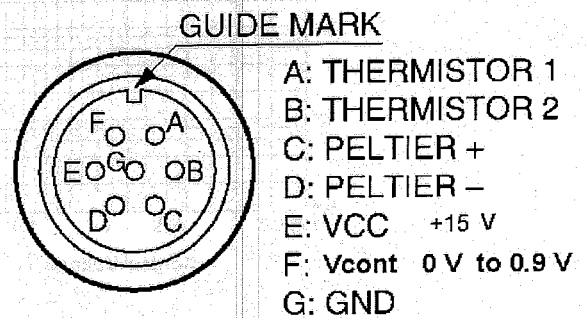 GUIDE MARK
F A
E G B
D C
A: THERMISTOR 1
B: THERMISTOR 2
C: PELTIER +
D: PELTIER −
E: VCC +15 V
F: Vcont 0 V to 0.9 V
G: GND